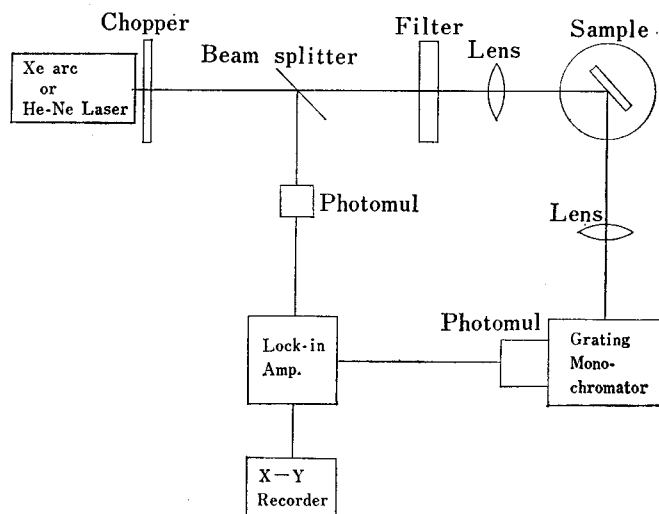 Chopper
Beam splitter
Filter
Lens
Sample
Xe arc
or
He-Ne Laser
Photomul
Lens
Photomul
Lock-in
Amp.
Grating
Mono-
chromator
X-Y
Recorder